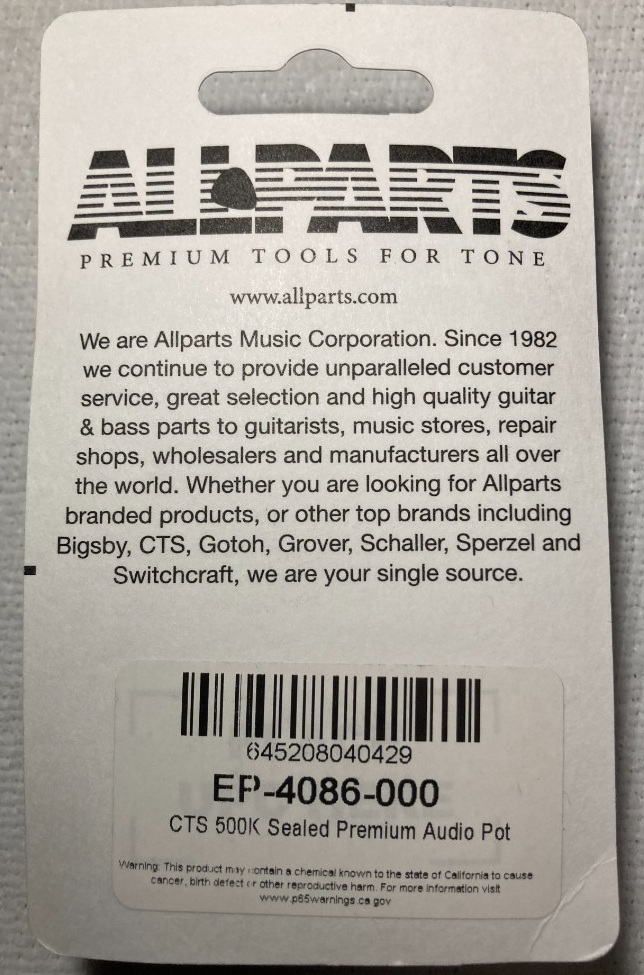 ALLPARTS
PREMIUM TOOLS FOR TONE
www.allparts.com
We are Allparts Music Corporation. Since 1982
we continue to provide unparalleled customer
service, great selection and high quality guitar
& bass parts to guitarists, music stores, repair
shops, wholesalers and manufacturers all over
the world. Whether you are looking for Allparts
branded products, or other top brands including
Bigsby, CTS, Gotoh, Grover, Schaller, Sperzel and
Switchcraft, we are your single source.
645208040429
EP-4086-000
CTS 500K Sealed Premium Audio Pot
Warning: This product may contain a chemical known to the state of California to cause
cancer, birth defect or other reproductive harm. For more information visit
www.p65warnings.ca.gov